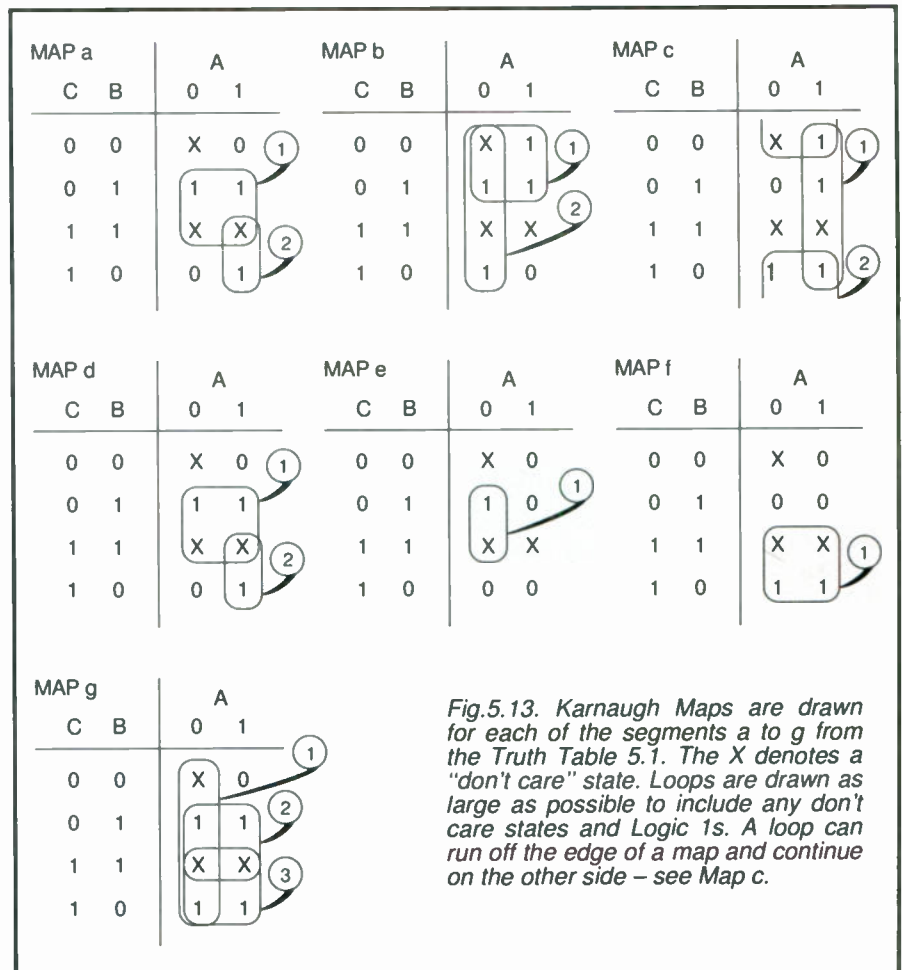 MAP a
A
C B 0 1
0 0 X 0 1
0 1 1 1
1 1 X X 2
1 0 0 1
MAP b
A
C B 0 1
0 0 X 1 1
0 1 1 1
1 1 X X 2
1 0 1 0
MAP c
A
C B 0 1
0 0 X 1 1
0 1 0 1
1 1 X X
1 0 1 1 2
MAP d
A
C B 0 1
0 0 X 0 1
0 1 1 1
1 1 X X 2
1 0 0 1
MAP e
A
C B 0 1
0 0 X 0 1
0 1 1 0
1 1 X X
1 0 0 0
MAP f
A
C B 0 1
0 0 X 0
0 1 0 0
1 1 X X 1
1 0 1 1
MAP g
A
C B 0 1
1
0 0 X 0
0 1 1 1 2
1 1 X X 3
1 0 1 1
Fig.5.13. Karnaugh Maps are drawn
for each of the segments a to g from
the Truth Table 5.1. The X denotes a
"don't care" state. Loops are drawn as
large as possible to include any don't
care states and Logic 1s. A loop can
run off the edge of a map and continue
on the other side – see Map c.